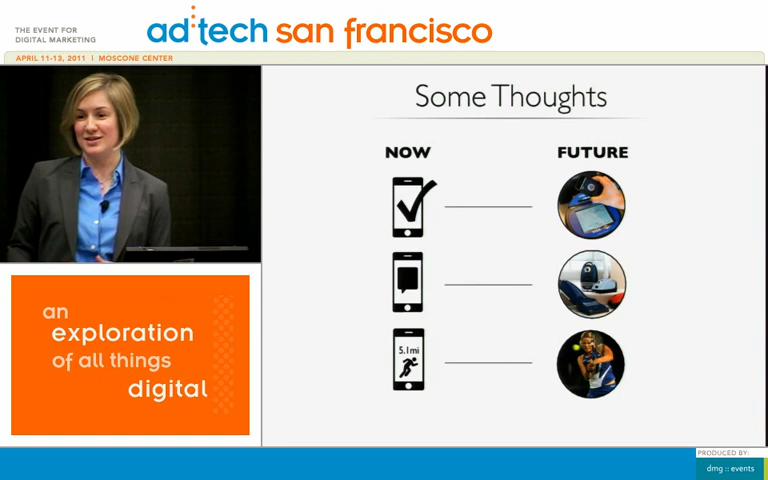 THE EVENT FOR
DIGITAL MARKETING
ad:tech san francisco
APRIL 11-13, 2011 | MOSCONE CENTER
Some Thoughts
NOW
FUTURE
5.1mi
an
exploration
of all things
digital
PRODUCED BY:
dmg :: events